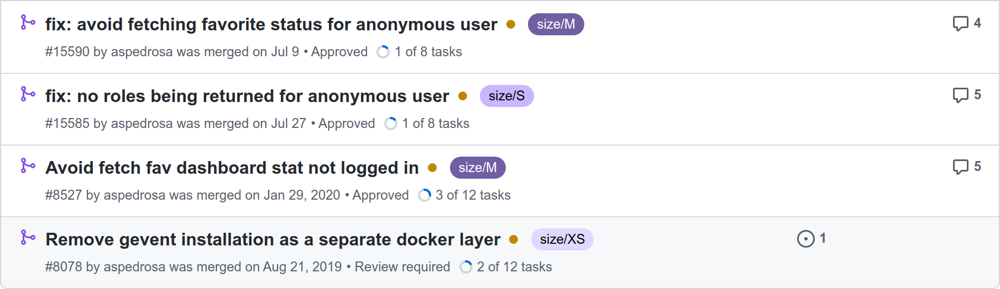 fix: avoid fetching favorite status for anonymous user size/M 4
#15590 by aspedrosa was merged on Jul 9 • Approved 1 of 8 tasks
fix: no roles being returned for anonymous user size/S 5
#15585 by aspedrosa was merged on Jul 27 • Approved 1 of 8 tasks
Avoid fetch fav dashboard stat not logged in size/M 5
#8527 by aspedrosa was merged on Jan 29, 2020 • Approved 3 of 12 tasks
Remove gevent installation as a separate docker layer size/XS 1
#8078 by aspedrosa was merged on Aug 21, 2019 • Review required 2 of 12 tasks